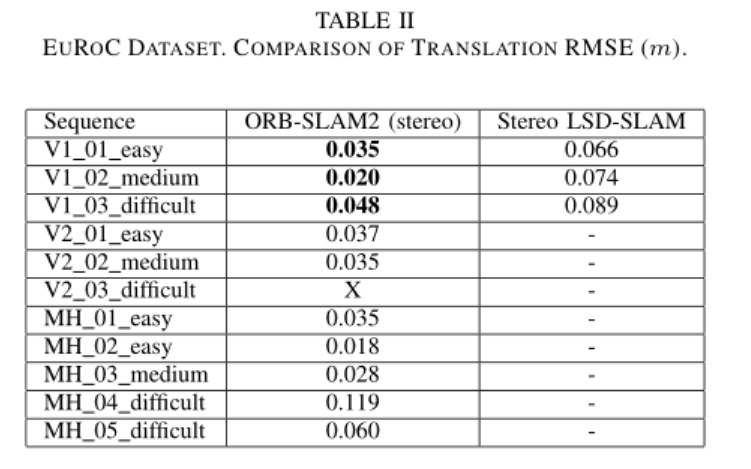 TABLE II
EUROC DATASET. COMPARISON OF TRANSLATION RMSE (m).
Sequence ORB-SLAM2 (stereo) Stereo LSD-SLAM
V1_01_easy 0.035 0.066
V1_02_medium 0.020 0.074
V1_03_difficult 0.048 0.089
V2_01_easy 0.037 -
V2_02_medium 0.035 -
V2_03_difficult X -
MH_01_easy 0.035 -
MH_02_easy 0.018 -
MH_03_medium 0.028 -
MH_04_difficult 0.119 -
MH_05_difficult 0.060 -